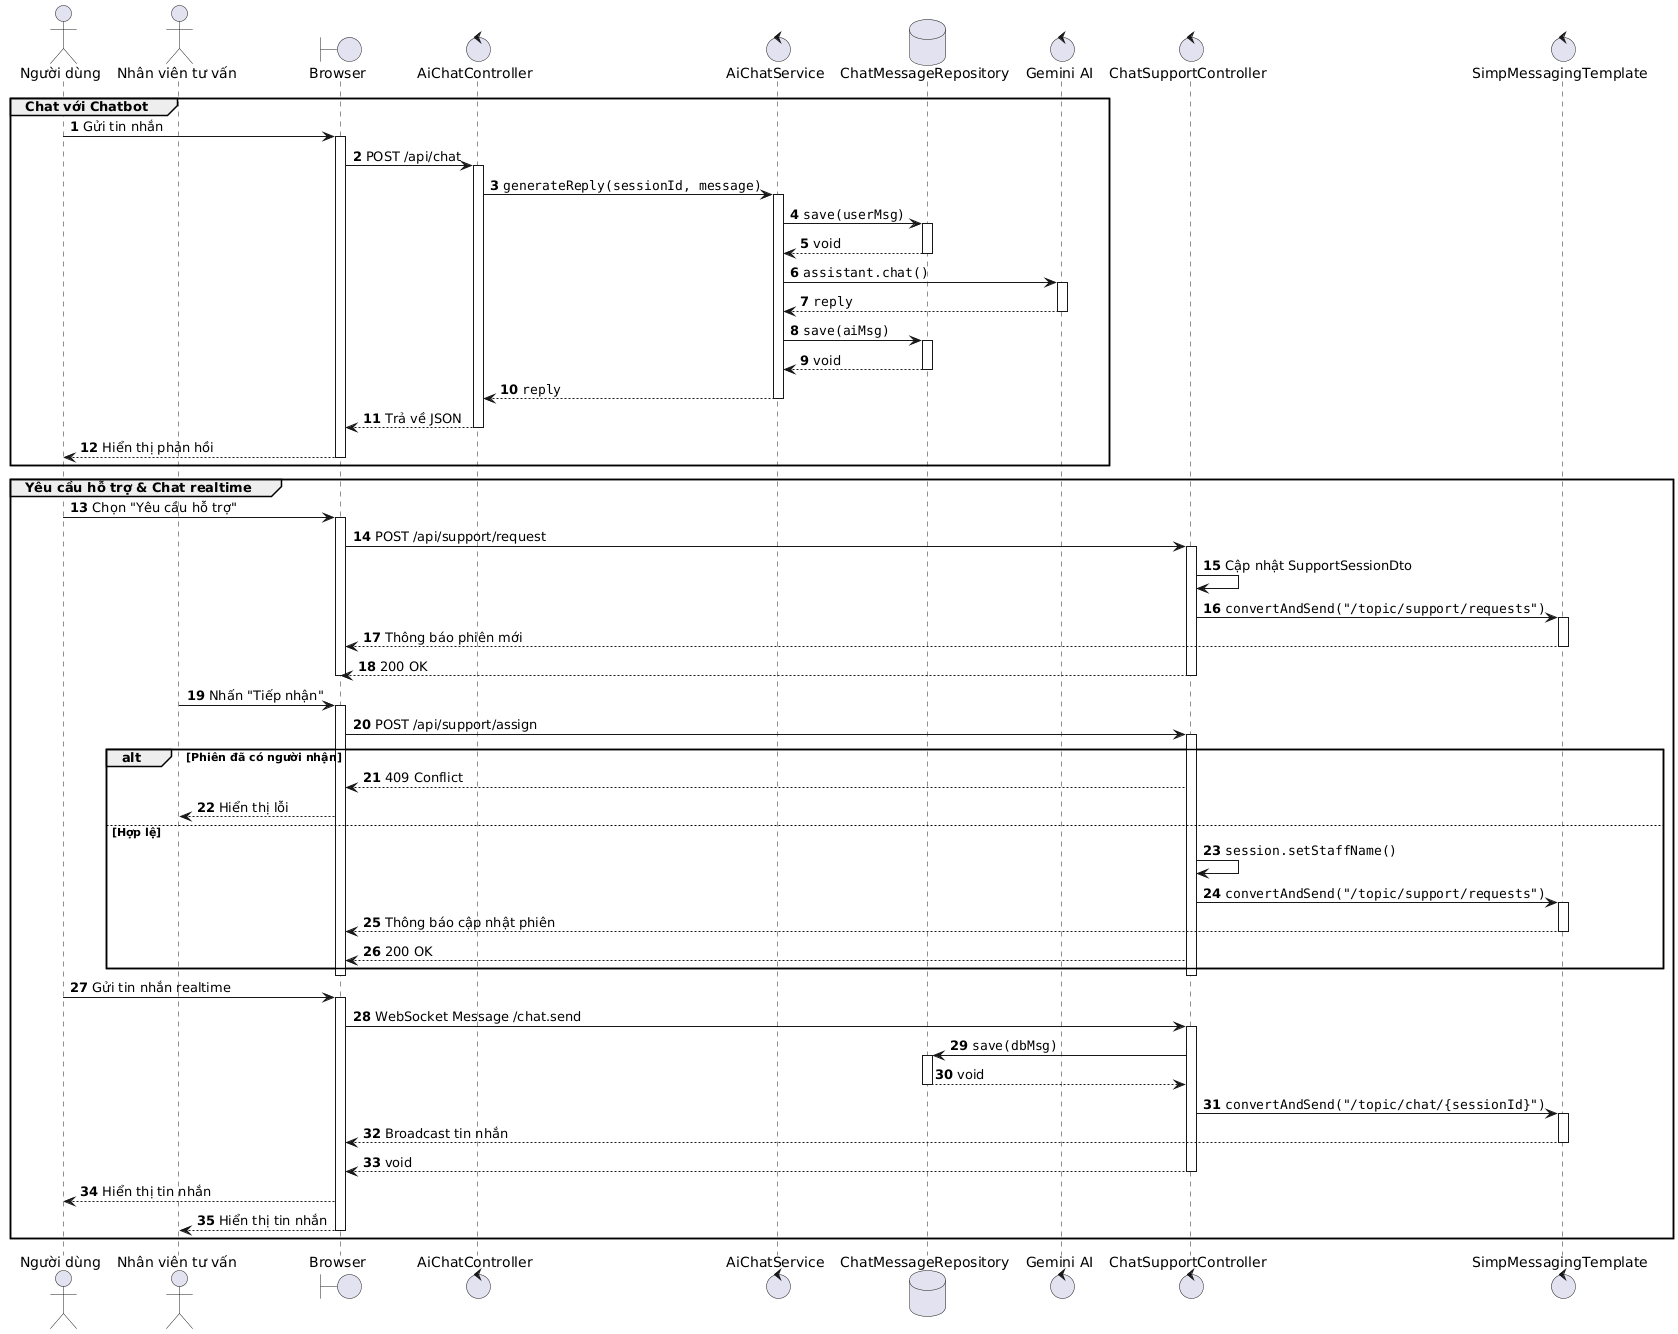 Người dùng
Nhân viên tư vấn
Browser
AiChatController
AiChatService
ChatMessageRepository
Gemini AI
ChatSupportController
SimpMessagingTemplate
Chat với Chatbot
1 Gửi tin nhắn
2 POST /api/chat
3 generateReply(sessionId, message)
4 save(userMsg)
5 void
6 assistant.chat()
7 reply
8 save(aiMsg)
9 void
10 reply
11 Trả về JSON
12 Hiển thị phản hồi
Yêu cầu hỗ trợ & Chat realtime
13 Chọn "Yêu cầu hỗ trợ"
14 POST /api/support/request
15 Cập nhật SupportSessionDto
16 convertAndSend("/topic/support/requests")
17 Thông báo phiên mới
18 200 OK
19 Nhấn "Tiếp nhận"
20 POST /api/support/assign
alt [Phiên đã có người nhận]
21 409 Conflict
22 Hiển thị lỗi
[Hợp lệ]
23 session.setStaffName()
24 convertAndSend("/topic/support/requests")
25 Thông báo cập nhật phiên
26 200 OK
27 Gửi tin nhắn realtime
28 WebSocket Message /chat.send
29 save(dbMsg)
30 void
31 convertAndSend("/topic/chat/{sessionId}")
32 Broadcast tin nhắn
33 void
34 Hiển thị tin nhắn
35 Hiển thị tin nhắn
Người dùng
Nhân viên tư vấn
Browser
AiChatController
AiChatService
ChatMessageRepository
Gemini AI
ChatSupportController
SimpMessagingTemplate